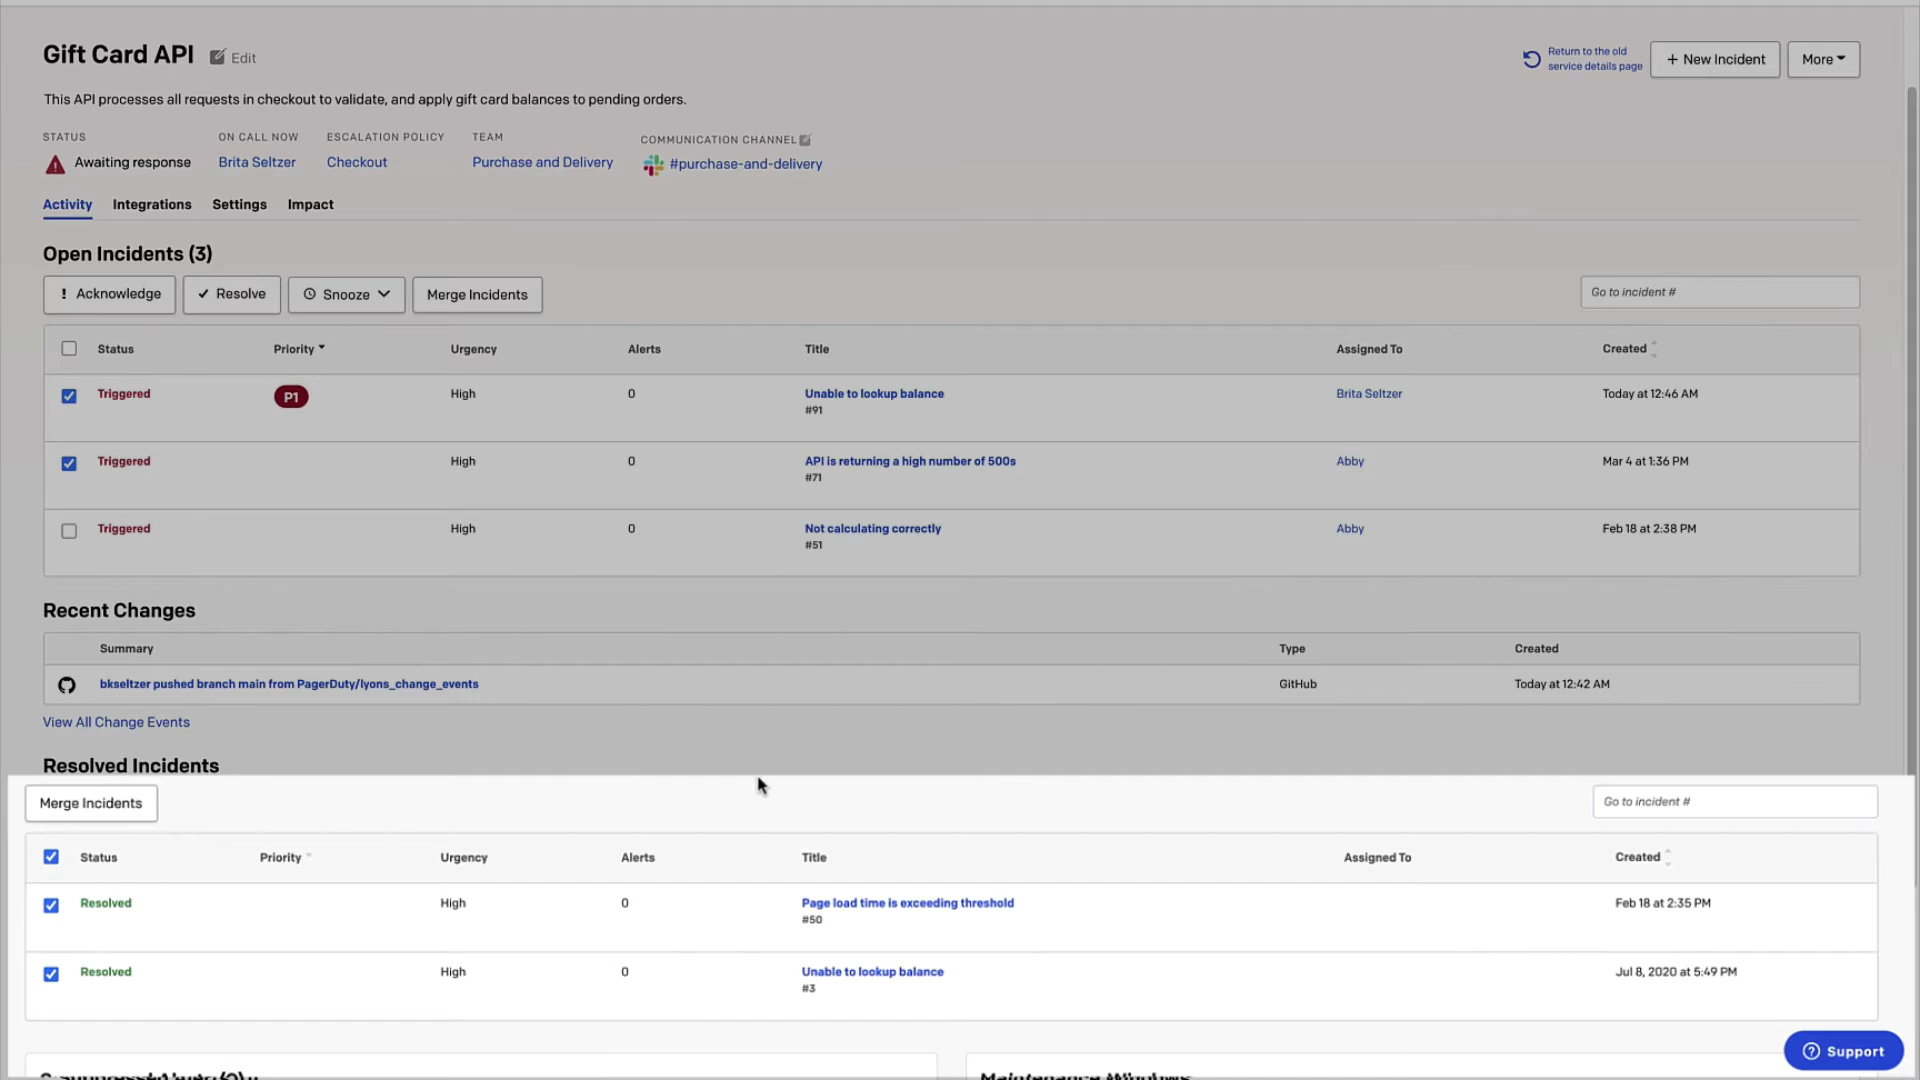 Gift Card API Edit
Return to the old
service details page
+ New Incident More
This API processes all requests in checkout to validate, and apply gift card balances to pending orders.
STATUS ON CALL NOW ESCALATION POLICY TEAM COMMUNICATION CHANNEL
Awaiting response Brita Seltzer Checkout Purchase and Delivery #purchase-and-delivery
Activity Integrations Settings Impact
Open Incidents (3)
! Acknowledge Resolve Snooze Merge Incidents Go to incident #
Status Priority Urgency Alerts Title Assigned To Created
Triggered P1 High 0 Unable to lookup balance Brita Seltzer Today at 12:46 AM
#91
Triggered High 0 API is returning a high number of 500s Abby Mar 4 at 1:36 PM
#71
Triggered High 0 Not calculating correctly Abby Feb 18 at 2:38 PM
#51
Recent Changes
Summary Type Created
bkseltzer pushed branch main from PagerDuty/lyons_change_events GitHub Today at 12:42 AM
View All Change Events
Resolved Incidents
Merge Incidents Go to incident #
Status Priority Urgency Alerts Title Assigned To Created
Resolved High 0 Page load time is exceeding threshold Feb 18 at 2:35 PM
#50
Resolved High 0 Unable to lookup balance Jul 8, 2020 at 5:49 PM
#3
Support
Maintenance Windows